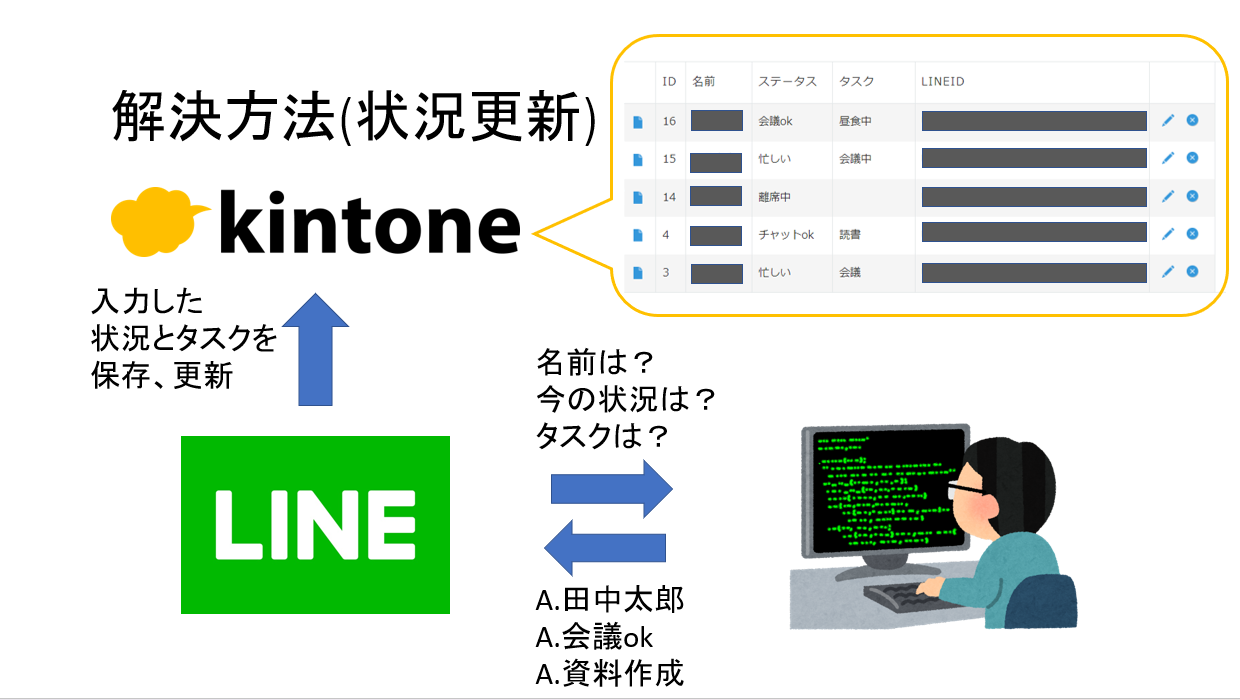 解決方法(状況更新)
kintone
ID 名前 ステータス タスク LINEID
16 会議ok 昼食中
15 忙しい 会議中
14 離席中
4 チャットok 読書
3 忙しい 会議
入力した
状況とタスクを
保存、更新
名前は？
今の状況は？
タスクは？
LINE
A.田中太郎
A.会議ok
A.資料作成